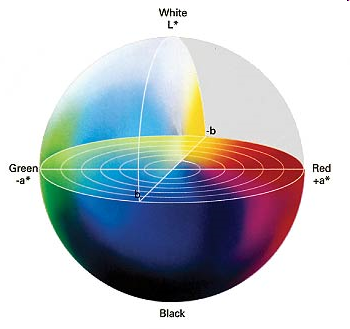 White
L*
-b
Green
-a*
Red
+a*
b
Black